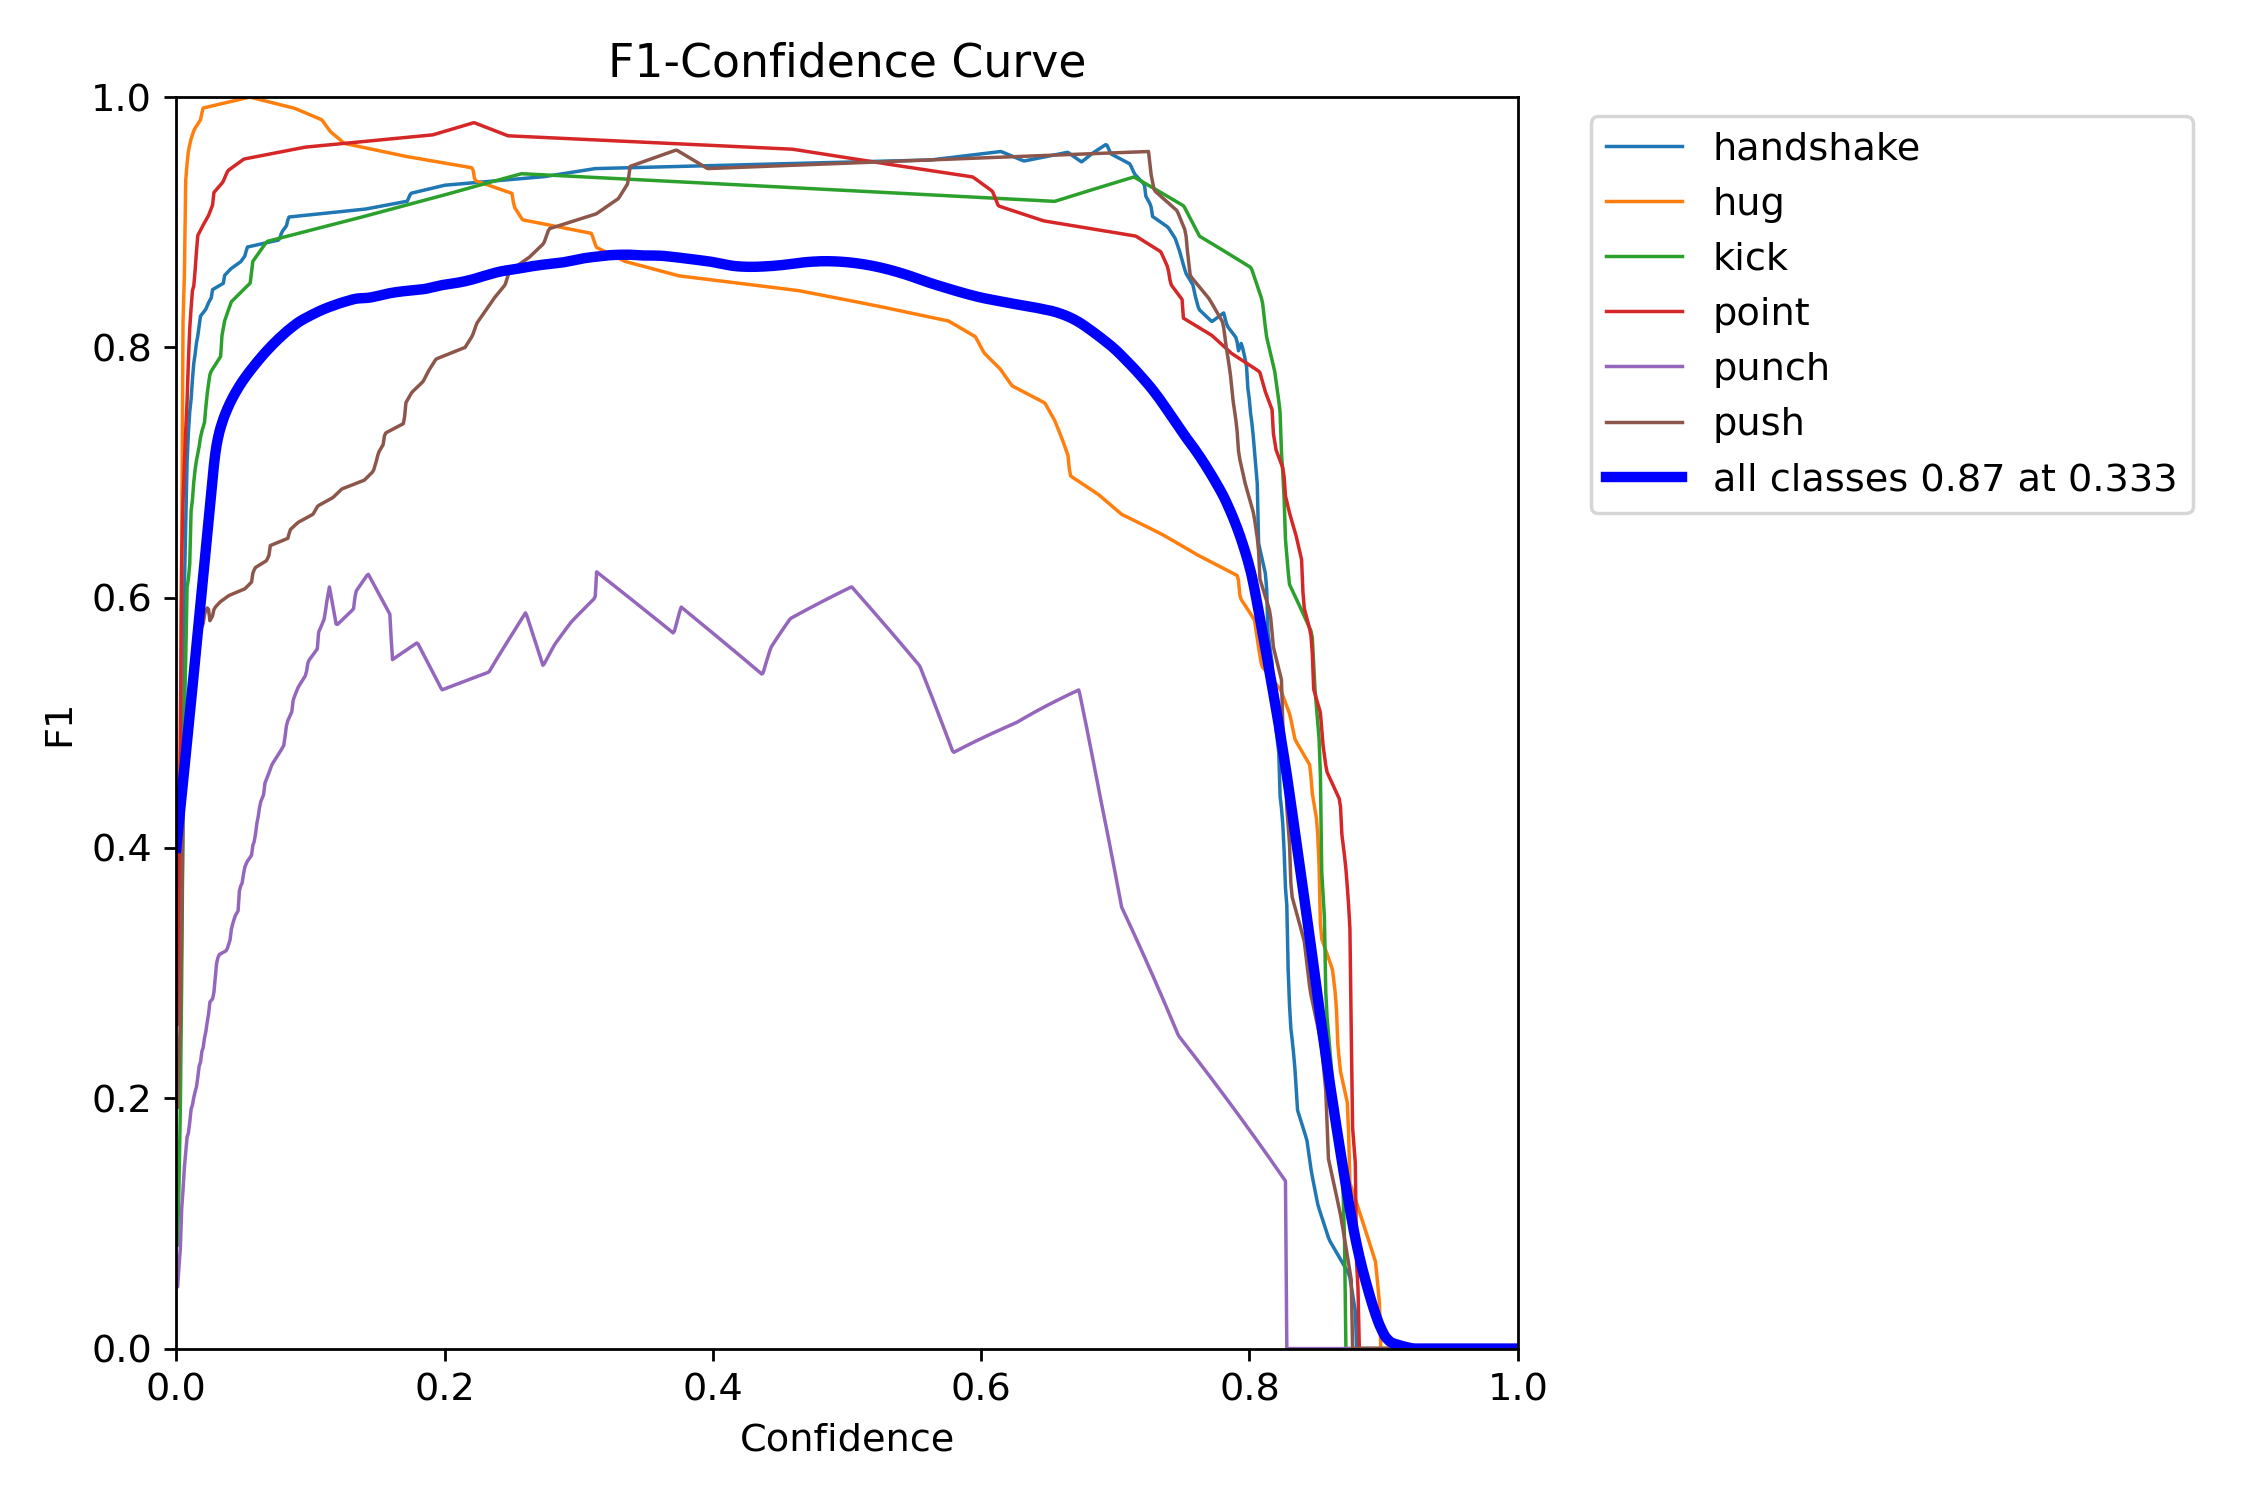 F1-Confidence Curve
1.0
0.8
0.6
0.4
0.2
0.0
F1
0.0 0.2 0.4 0.6 0.8 1.0
Confidence
handshake
hug
kick
point
punch
push
all classes 0.87 at 0.333